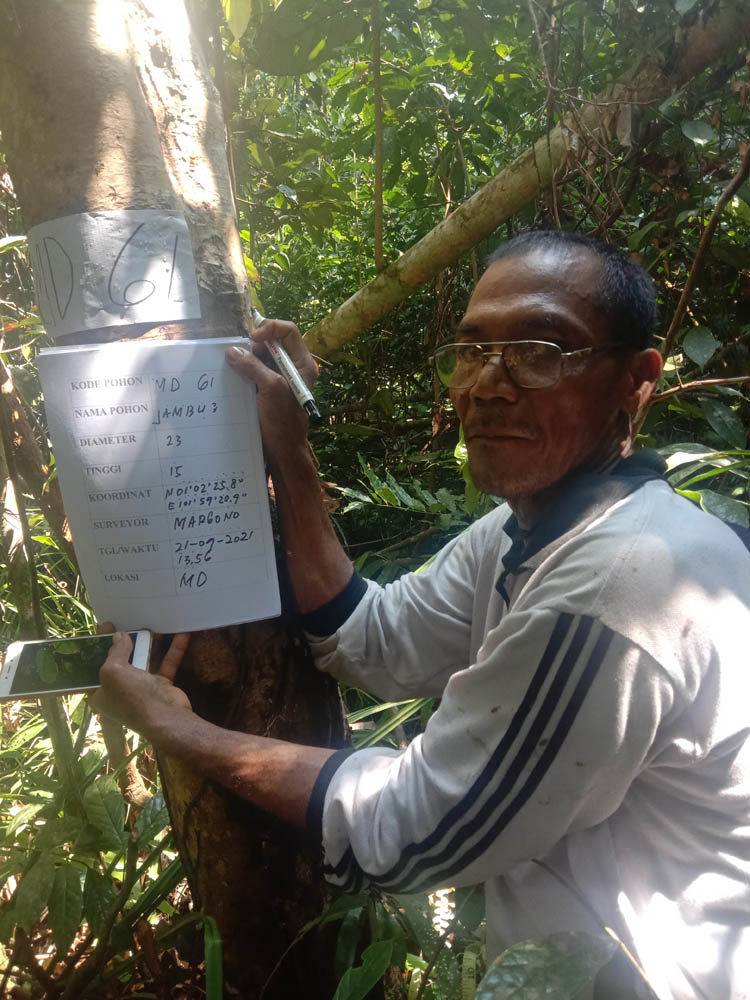 MD 61
KODE POHON MD 61
NAMA POHON JAMBU 3
DIAMETER 23
TINGGI 15
KOORDINAT N 01°02'25.8"
E 101°59'20.9"
SURVEYOR MARGONO
TGL/WAKTU 21-09-2021
13.56
LOKASI MD